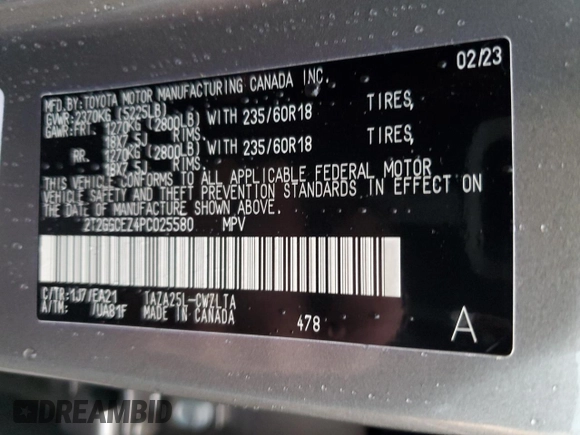 02/23
MFD.BY:TOYOTA MOTOR MANUFACTURING CANADA INC.
GVWR:2370KG (5225LB)
GAWR:FRT. 1270KG (2800LB) WITH 235/60R18 TIRES,
18X7.5J RIMS.
RR. 1270KG (2800LB) WITH 235/60R18 TIRES,
18X7.5J RIMS.
THIS VEHICLE CONFORMS TO ALL APPLICABLE FEDERAL MOTOR
VEHICLE SAFETY AND THEFT PREVENTION STANDARDS IN EFFECT ON
THE DATE OF MANUFACTURE SHOWN ABOVE.
2T2GGCEZ4PC025580 MPV
C/TR:1J7/EA21 TAZA25L-CWZLTA
A/TM: /UA81F MADE IN CANADA
478
A
DREAMBID